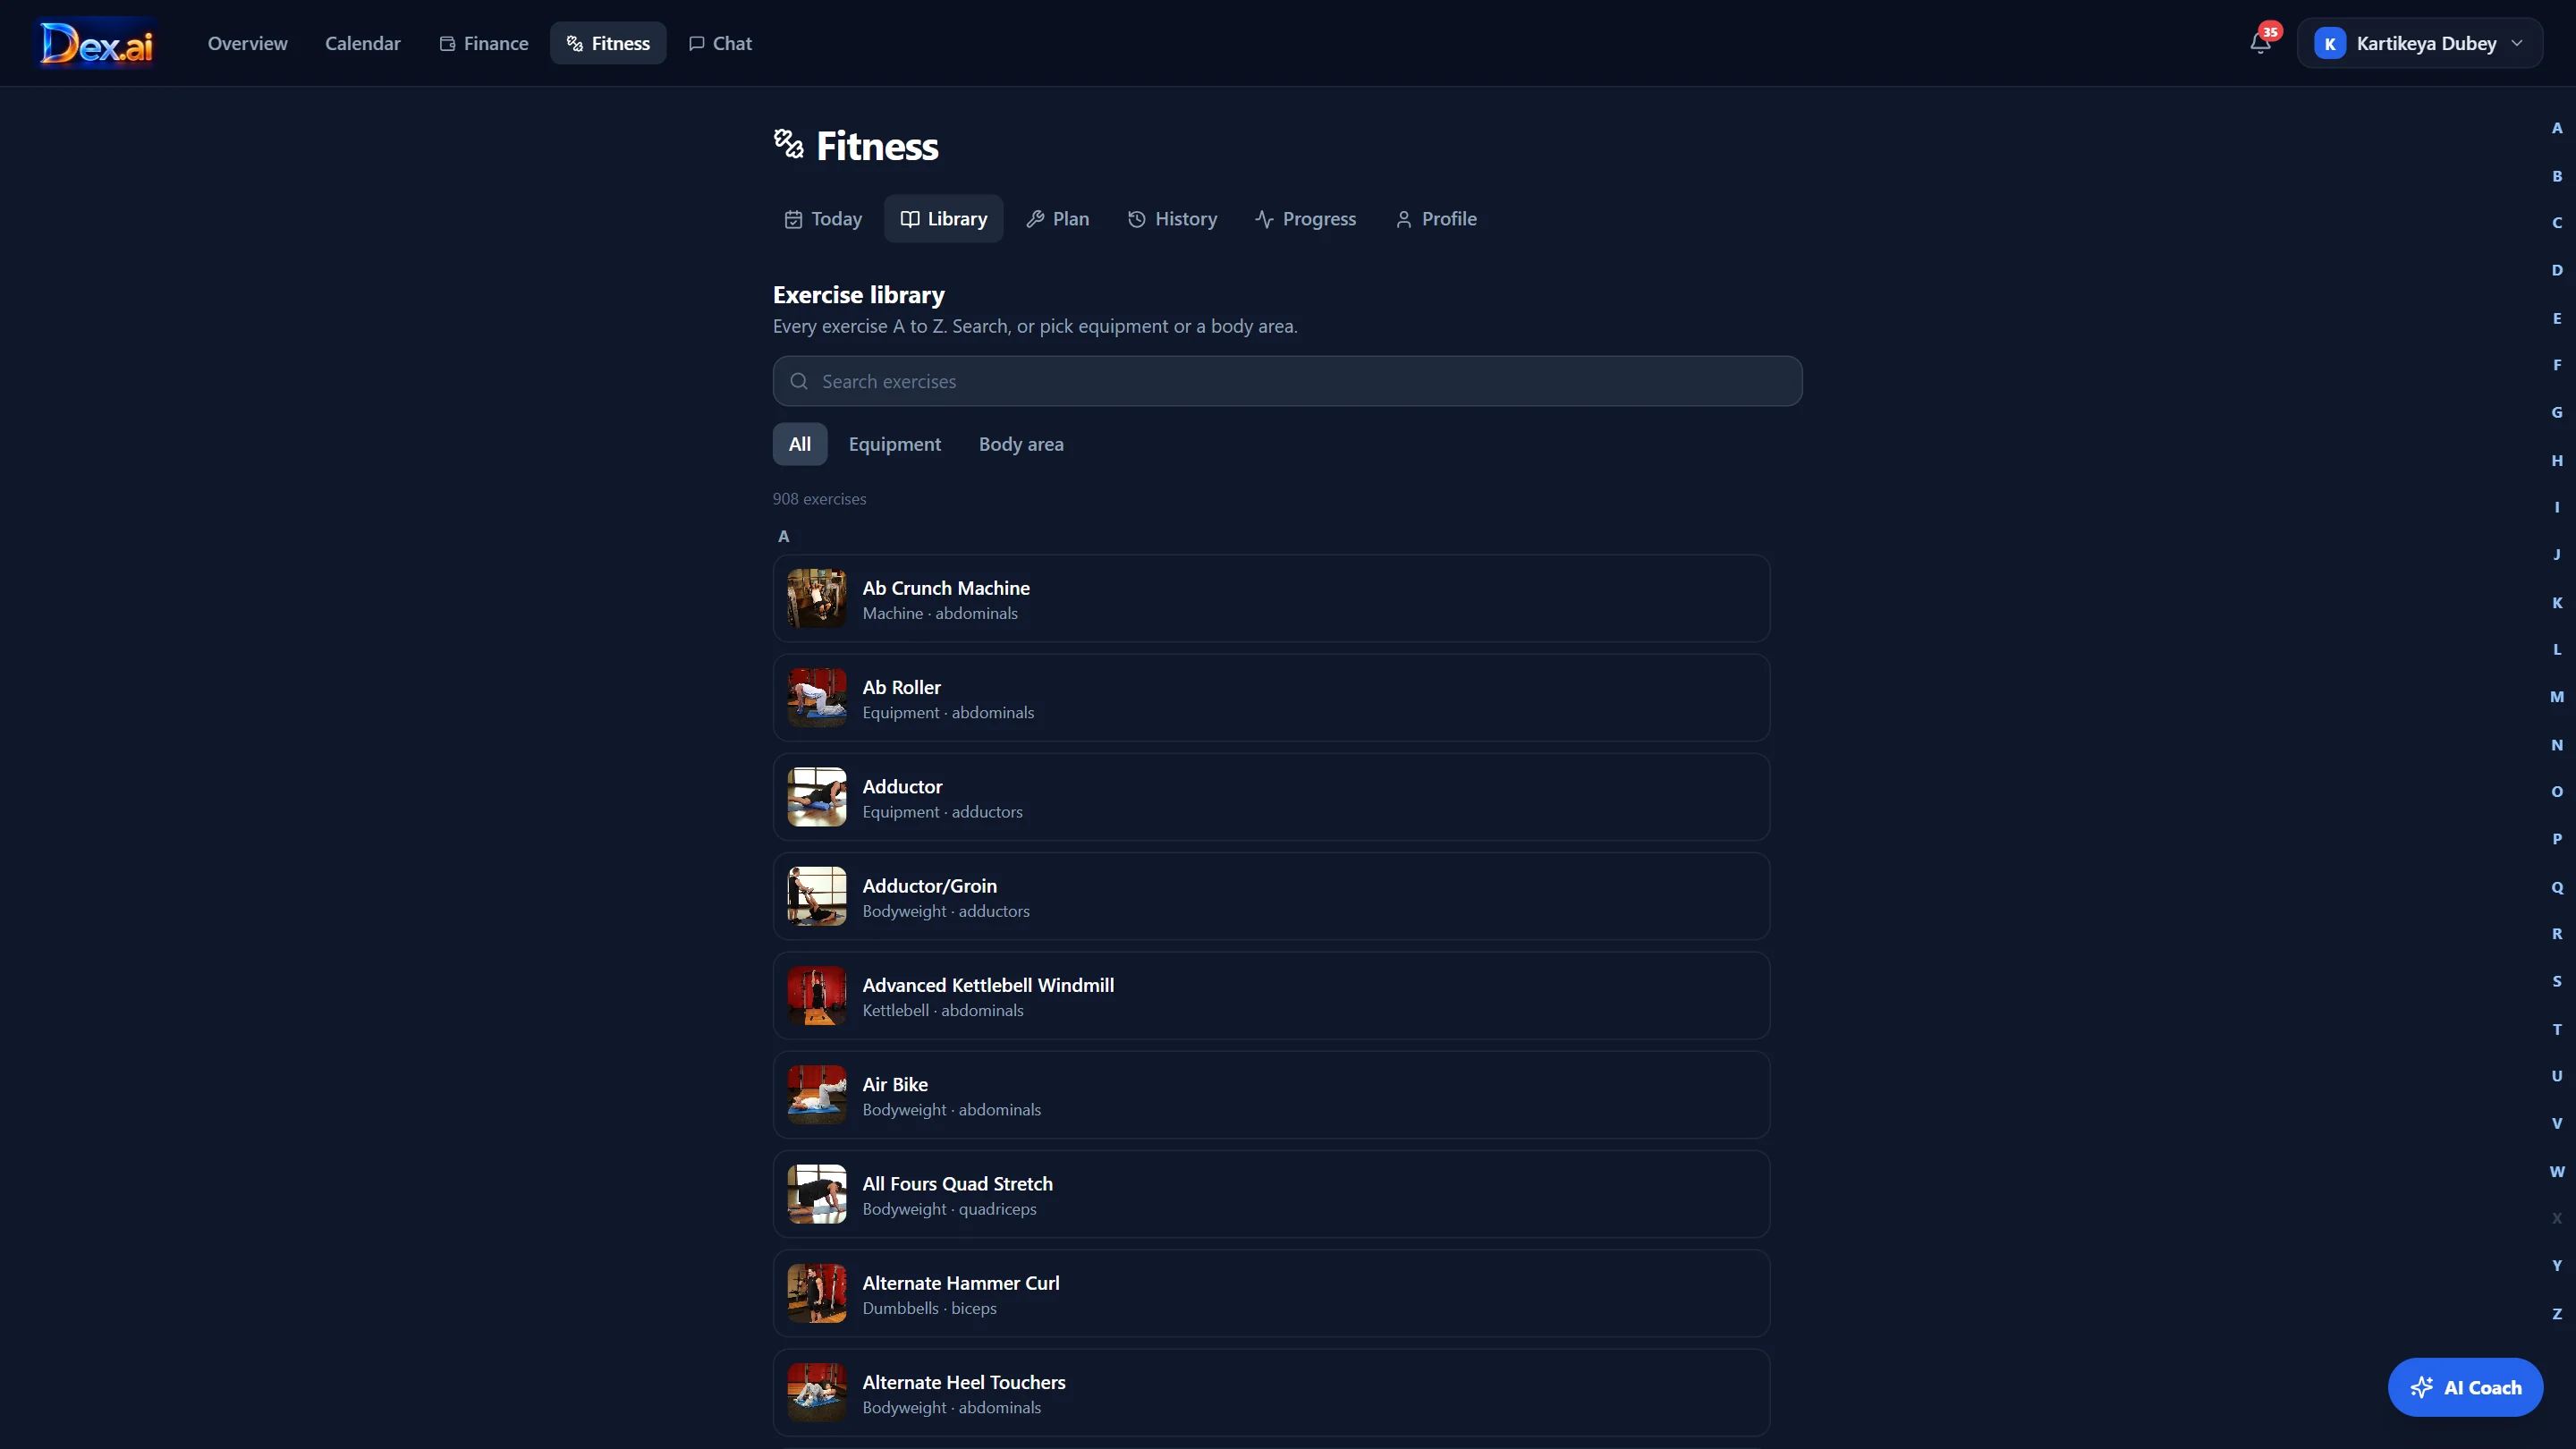 Dex.ai Overview Calendar Finance Fitness Chat 35 K Kartikeya Dubey
Fitness
Today Library Plan History Progress Profile
Exercise library
Every exercise A to Z. Search, or pick equipment or a body area.
Search exercises
All Equipment Body area
908 exercises
A
Ab Crunch Machine
Machine · abdominals
Ab Roller
Equipment · abdominals
Adductor
Equipment · adductors
Adductor/Groin
Bodyweight · adductors
Advanced Kettlebell Windmill
Kettlebell · abdominals
Air Bike
Bodyweight · abdominals
All Fours Quad Stretch
Bodyweight · quadriceps
Alternate Hammer Curl
Dumbbells · biceps
Alternate Heel Touchers
Bodyweight · abdominals
A
B
C
D
E
F
G
H
I
J
K
L
M
N
O
P
Q
R
S
T
U
V
W
X
Y
Z
AI Coach